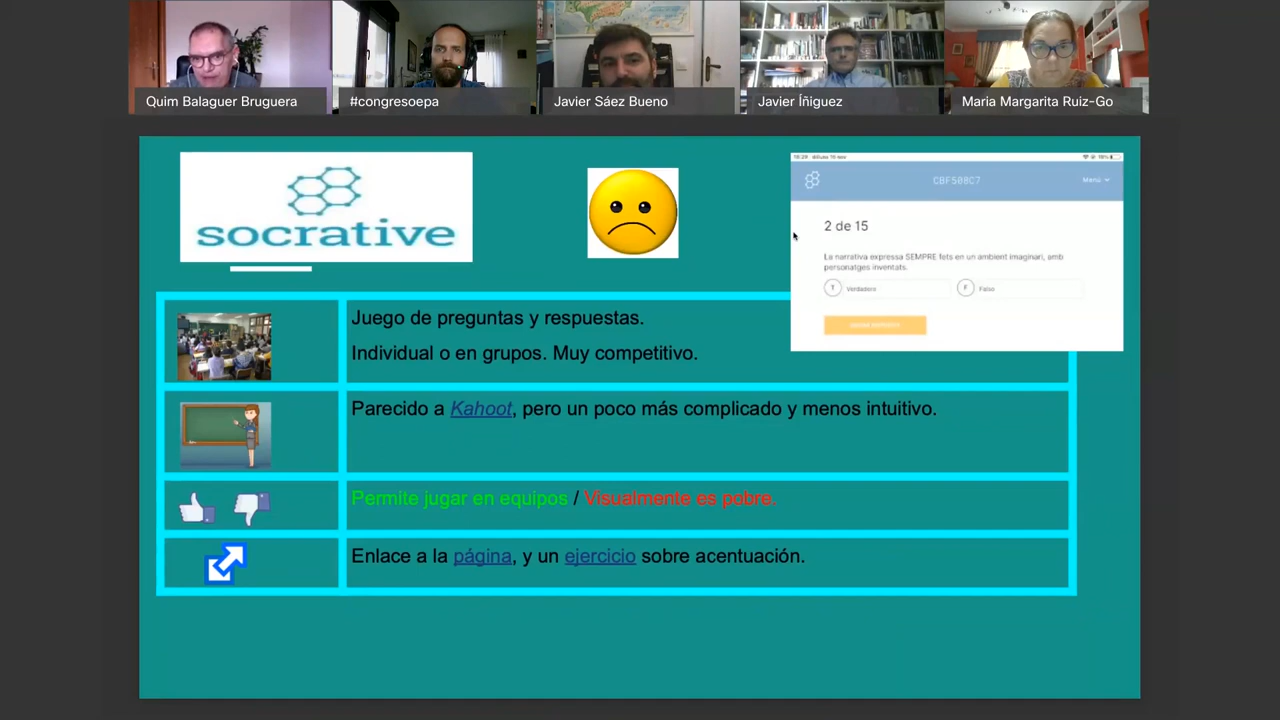 Quim Balaguer Bruguera
#congresoepa
Javier Sáez Bueno
Javier Íñiguez
Maria Margarita Ruiz-Go
socrative
CBF508C7
Menú
2 de 15
La narrativa expressa SEMPRE fets en un ambient imaginari, amb
personatges inventats.
T Verdadero
F Falso
Juego de preguntas y respuestas.
Individual o en grupos. Muy competitivo.
Parecido a Kahoot, pero un poco más complicado y menos intuitivo.
Permite jugar en equipos / Visualmente es pobre.
Enlace a la página, y un ejercicio sobre acentuación.